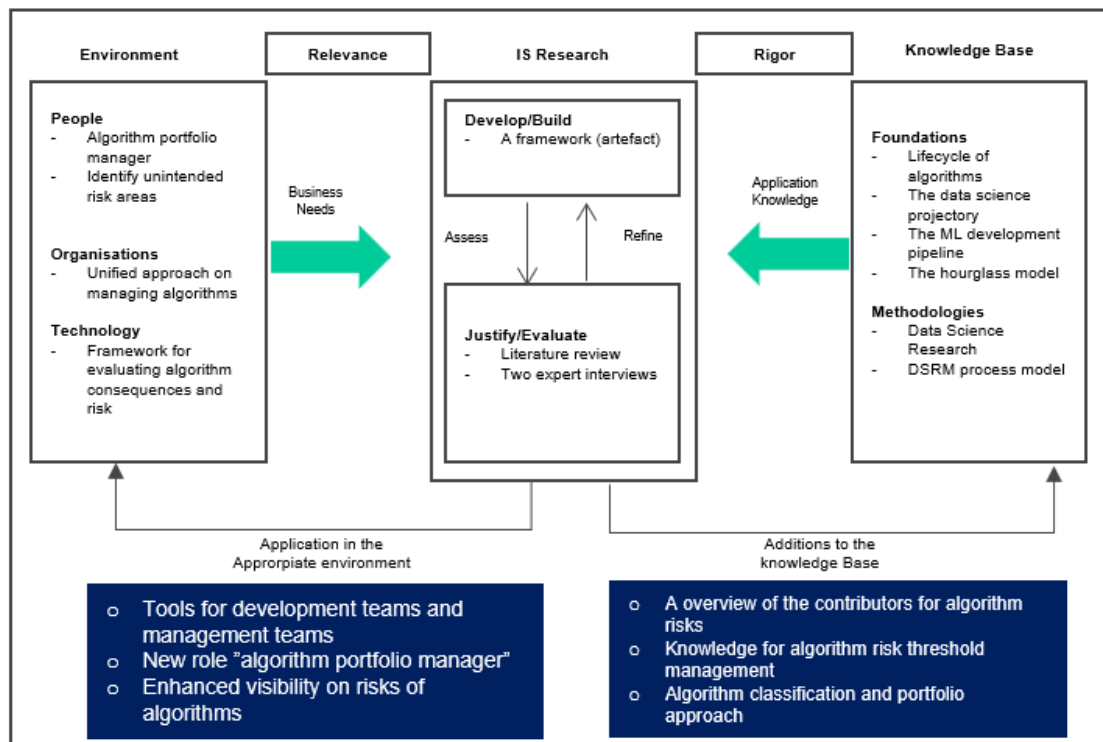 Environment
Relevance
IS Research
Rigor
Knowledge Base
People
- Algorithm portfolio
manager
- Identify unintended
risk areas
Organisations
- Unified approach on
managing algorithms
Technology
- Framework for
evaluating algorithm
consequences and
risk
Business
Needs
Develop/Build
- A framework (artefact)
Assess
Refine
Justify/Evaluate
- Literature review
- Two expert interviews
Application
Knowledge
Foundations
- Lifecycle of
algorithms
- The data science
projectory
- The ML development
pipeline
- The hourglass model
Methodologies
- Data Science
Research
- DSRM process model
Application in the
Approrpiate environment
Additions to the
knowledge Base
o Tools for development teams and
management teams
o New role ”algorithm portfolio manager”
o Enhanced visibility on risks of
algorithms
o A overview of the contributors for algorithm
risks
o Knowledge for algorithm risk threshold
management
o Algorithm classification and portfolio
approach